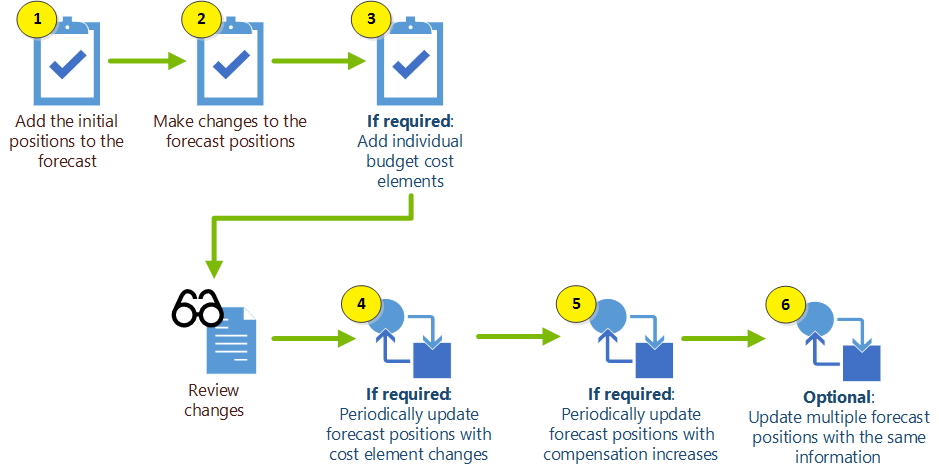 1
Add the initial
positions to the
forecast
2
Make changes to the
forecast positions
3
If required:
Add individual
budget cost
elements
Review
changes
4
If required:
Periodically update
forecast positions with
cost element changes
5
If required:
Periodically update
forecast positions with
compensation increases
6
Optional:
Update multiple forecast
positions with the same
information